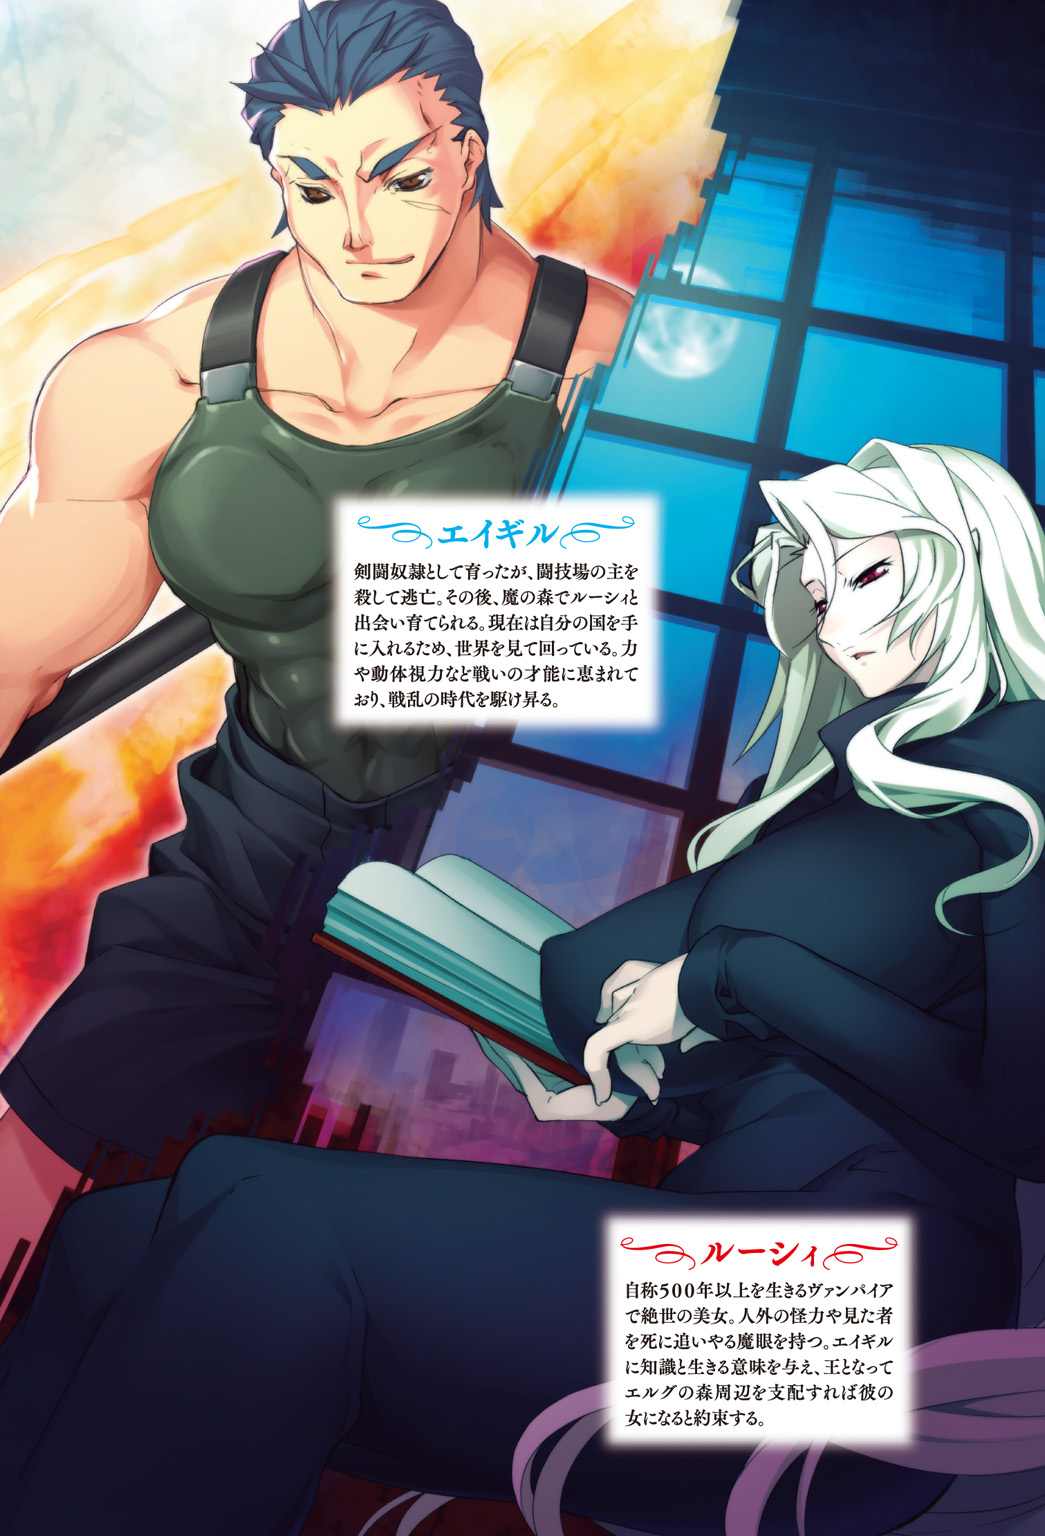 エイギル
剣闘奴隷として育ったが、闘技場の主を
殺して逃亡。その後、魔の森でルーシィと
出会い育てられる。現在は自分の国を手
に入れるため、世界を見て回っている。力
や動体視力など戦いの才能に恵まれて
おり、戦乱の時代を駆け昇る。
ルーシィ
自称500年以上を生きるヴァンパイア
で絶世の美女。人外の怪力や見た者
を死に追いやる魔眼を持つ。エイギル
に知識と生きる意味を与え、王となって
エルグの森周辺を支配すれば彼の
女になると約束する。